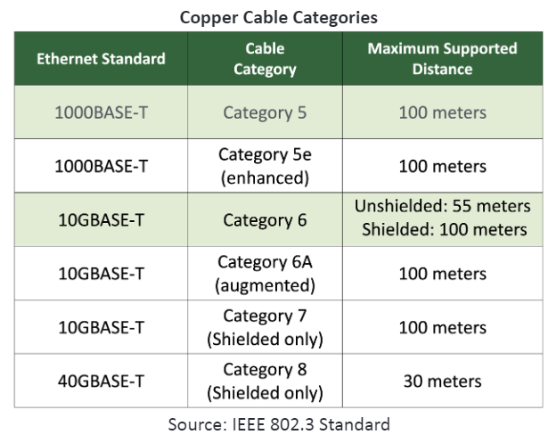 Copper Cable Categories
Ethernet Standard
Cable
Category
Maximum Supported
Distance
1000BASE-T
Category 5
100 meters
1000BASE-T
Category 5e
(enhanced)
100 meters
10GBASE-T
Category 6
Unshielded: 55 meters
Shielded: 100 meters
10GBASE-T
Category 6A
(augmented)
100 meters
10GBASE-T
Category 7
(Shielded only)
100 meters
40GBASE-T
Category 8
(Shielded only)
30 meters
Source: IEEE 802.3 Standard